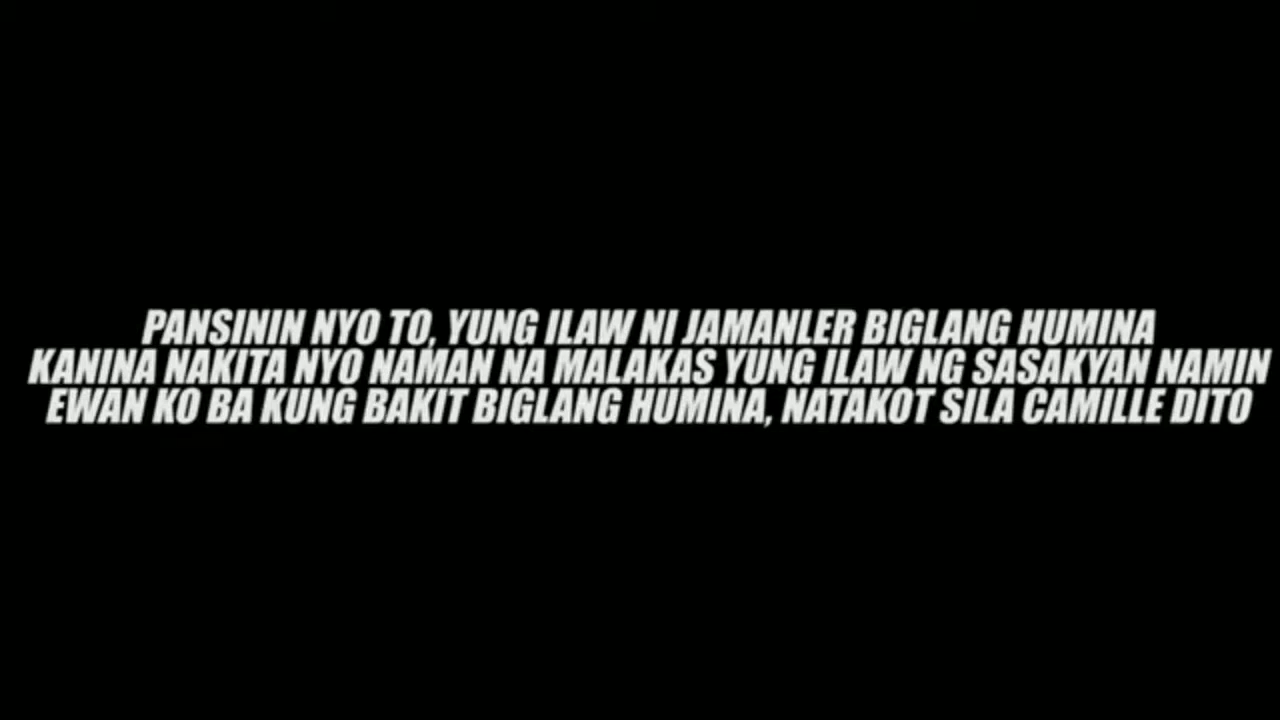 PANSININ NYO TO, YUNG ILAW NI JAMANLER BIGLANG HUMINA
KANINA NAKITA NYO NAMAN NA MALAKAS YUNG ILAW NG SASAKYAN NAMIN
EWAN KO BA KUNG BAKIT BIGLANG HUMINA, NATAKOT SILA CAMILLE DITO